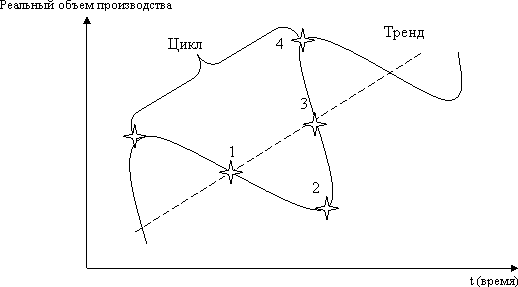 Реальный объем производства
Цикл
4
Тренд
3
1
2
t (время)